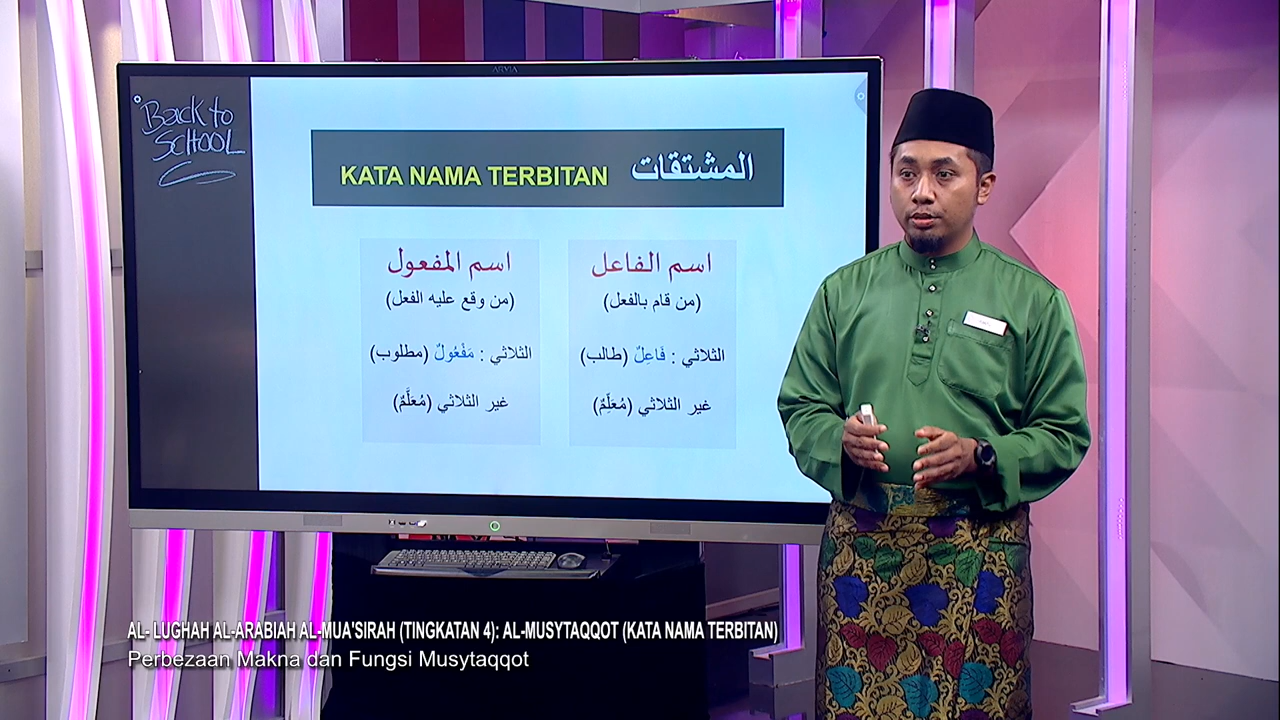 ARVIA
Back to
SCHOOL
KATA NAMA TERBITAN المشتقات
اسم الفاعل
(من قام بالفعل)
الثلاثي : فَاعِلٌ (طالب)
غير الثلاثي (مُعَلِّمٌ)
اسم المفعول
(من وقع عليه الفعل)
الثلاثي : مَفْعُولٌ (مطلوب)
غير الثلاثي (مُعَلَّمٌ)
AL- LUGHAH AL-ARABIAH AL-MUA'SIRAH (TINGKATAN 4): AL-MUSYTAQQOT (KATA NAMA TERBITAN)
Perbezaan Makna dan Fungsi Musytaqqot